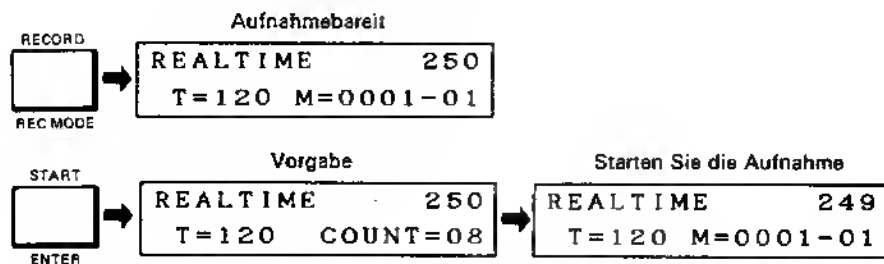 Aufnahmebereit
RECORD
REALTIME 250
T=120 M=0001-01
REC MODE
Vorgabe
Starten Sie die Aufnahme
START
REALTIME 250
T=120 COUNT=08
REALTIME 249
T=120 M=0001-01
ENTER